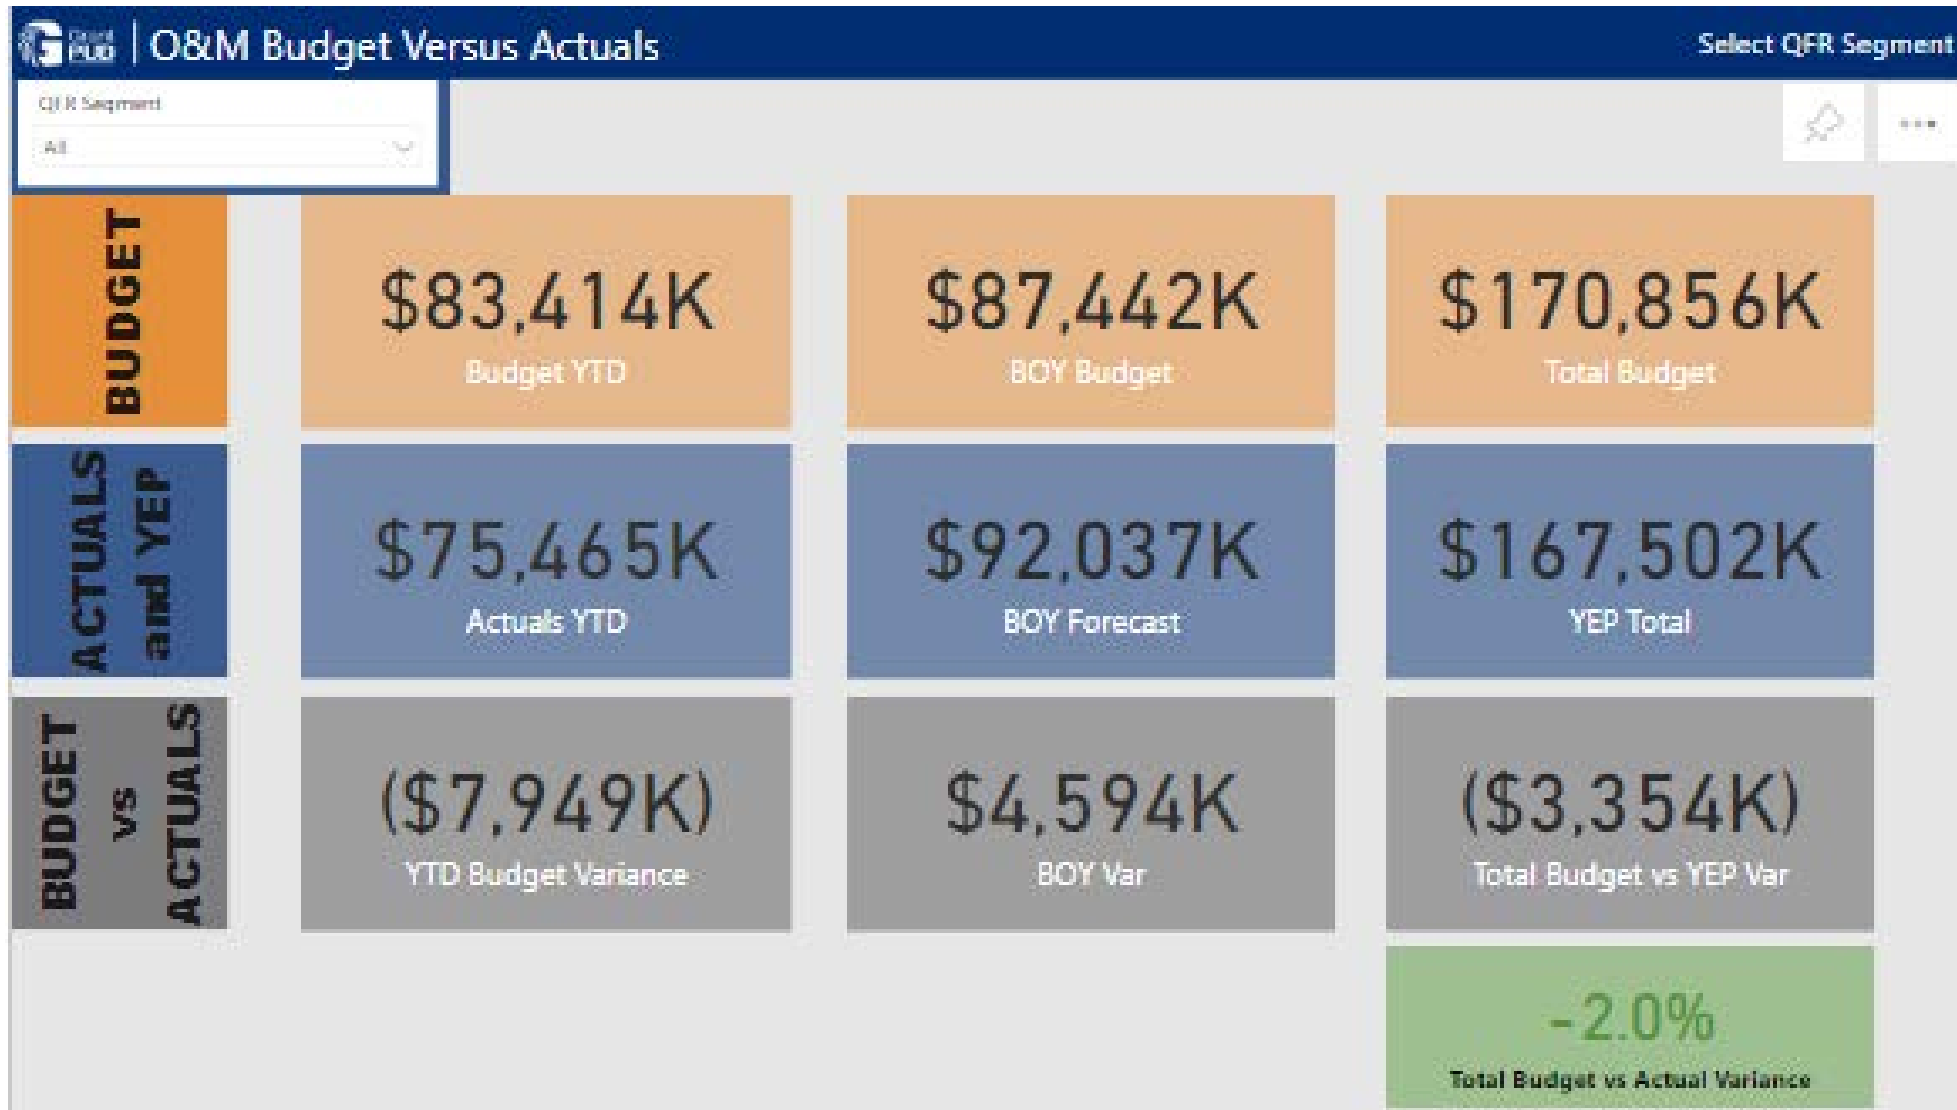 Grant
PUD
O&M Budget Versus Actuals
Select QFR Segment
QFR Segment
All
BUDGET
$83,414K
Budget YTD
$87,442K
BOY Budget
$170,856K
Total Budget
ACTUALS
and YEP
$75,465K
Actuals YTD
$92,037K
BOY Forecast
$167,502K
YEP Total
BUDGET
vs
ACTUALS
($7,949K)
YTD Budget Variance
$4,594K
BOY Var
($3,354K)
Total Budget vs YEP Var
-2.0%
Total Budget vs Actual Variance